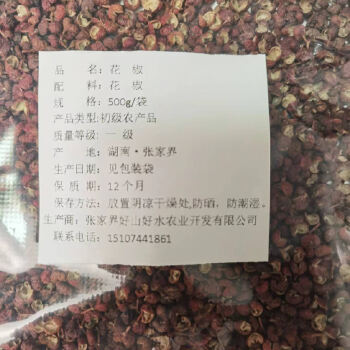 品　　名:花　椒
配　　料:花　椒
规　　格:500g/袋
产品类型:初级农产品
质量等级:一 级
产　　地:湖南·张家界
生产日期:见包装袋
保 质 期:12个月
保存方法:放置阴凉干燥处,防晒，防潮湿。
生产商:张家界好山好水农业开发有限公司
联系电话:15107441861